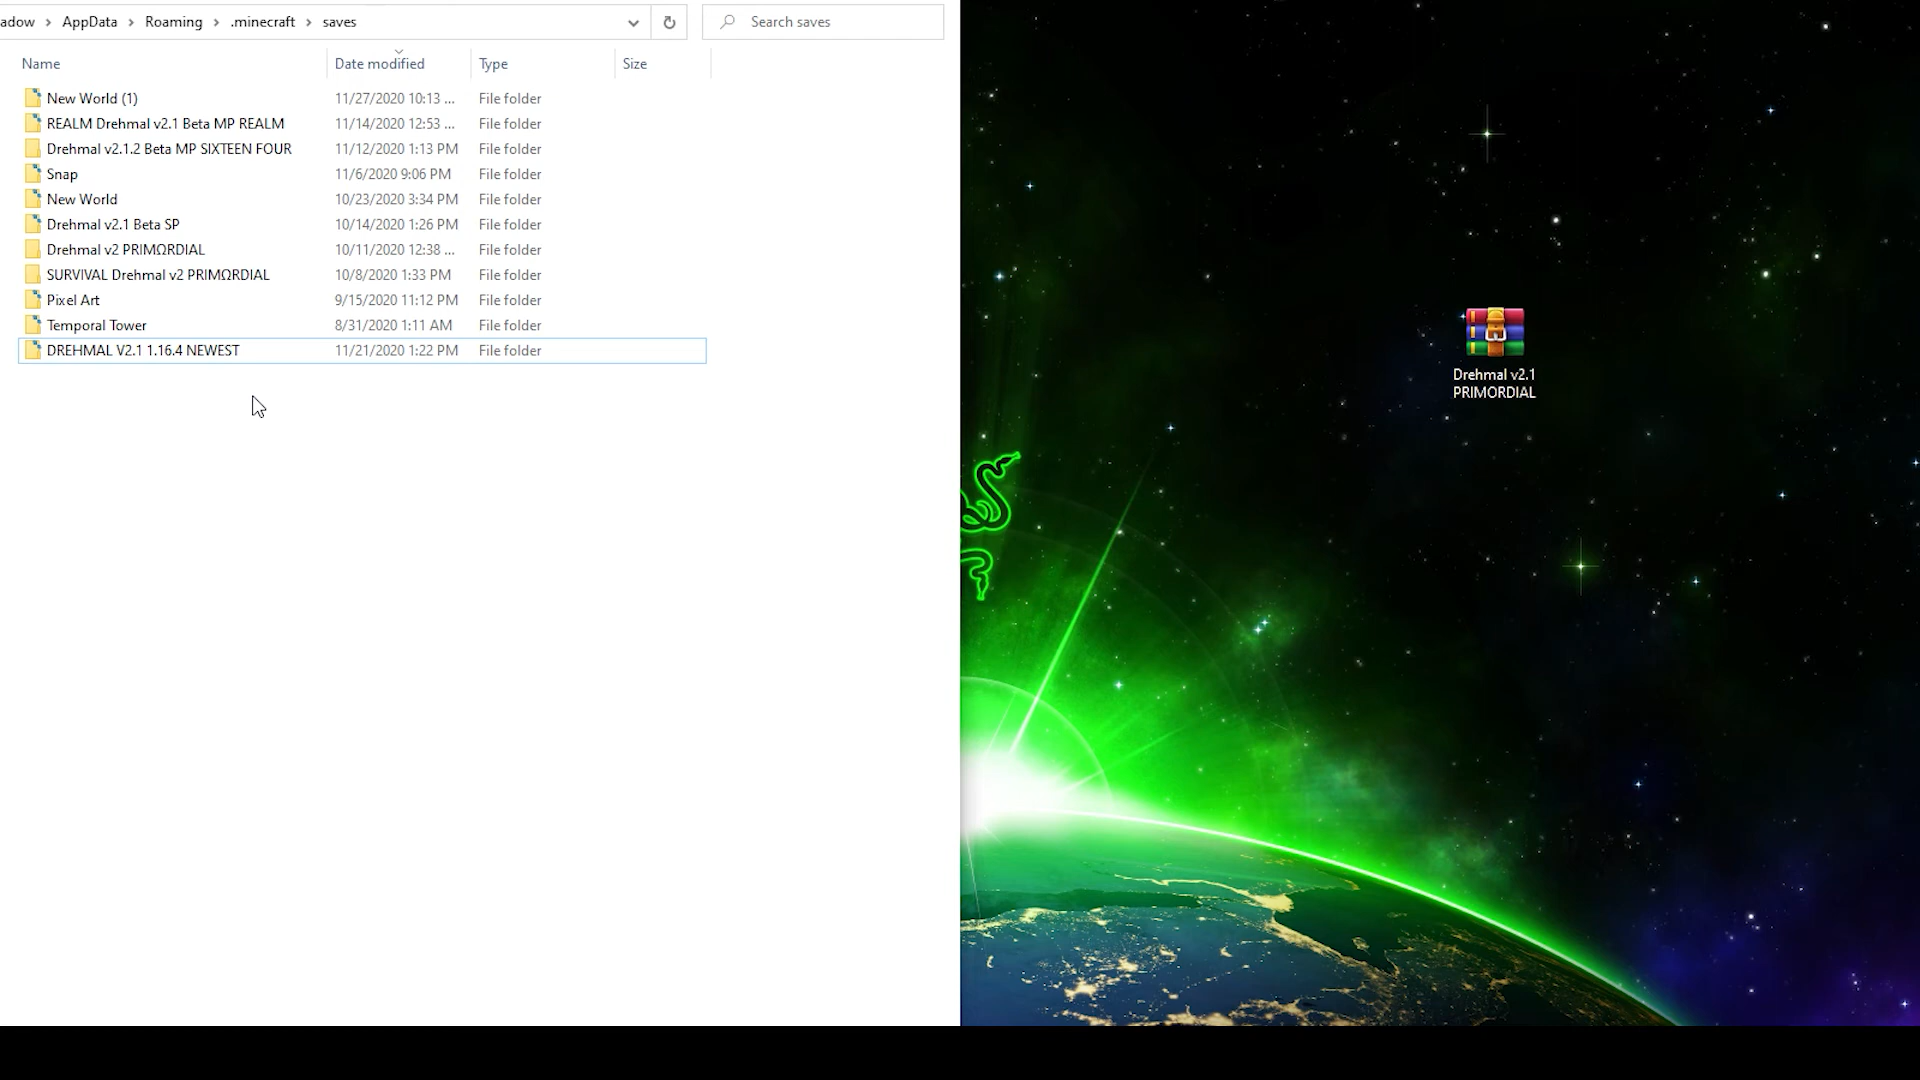 adow > AppData > Roaming > .minecraft > saves
Search saves
Name Date modified Type Size
New World (1) 11/27/2020 10:13 ... File folder
REALM Drehmal v2.1 Beta MP REALM 11/14/2020 12:53 ... File folder
Drehmal v2.1.2 Beta MP SIXTEEN FOUR 11/12/2020 1:13 PM File folder
Snap 11/6/2020 9:06 PM File folder
New World 10/23/2020 3:34 PM File folder
Drehmal v2.1 Beta SP 10/14/2020 1:26 PM File folder
Drehmal v2 PRIMΩRDIAL 10/11/2020 12:38 ... File folder
SURVIVAL Drehmal v2 PRIMΩRDIAL 10/8/2020 1:33 PM File folder
Pixel Art 9/15/2020 11:12 PM File folder
Temporal Tower 8/31/2020 1:11 AM File folder
DREHMAL V2.1 1.16.4 NEWEST 11/21/2020 1:22 PM File folder
Drehmal v2.1
PRIMORDIAL